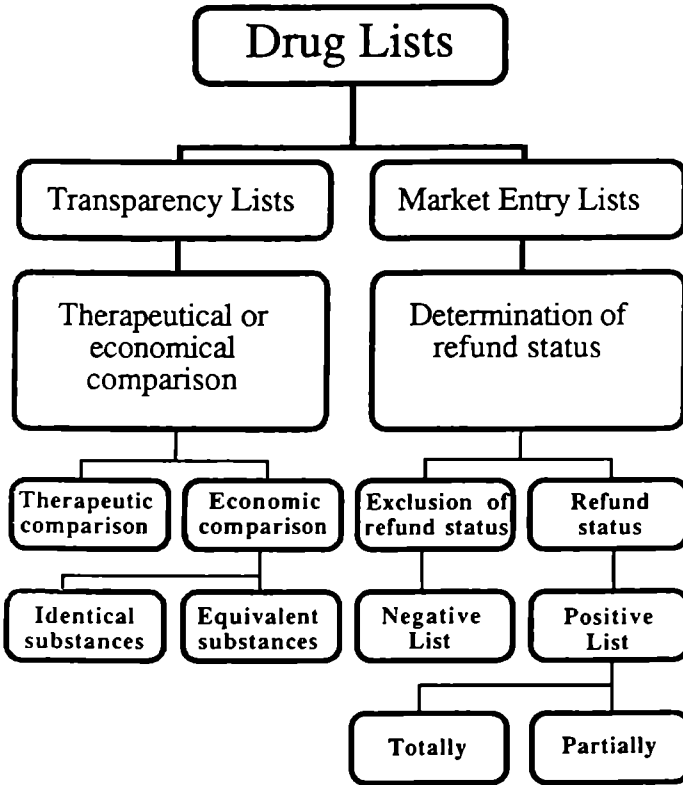 Drug Lists
Transparency Lists
Market Entry Lists
Therapeutical or
economical
comparison
Determination of
refund status
Therapeutic
comparison
Economic
comparison
Exclusion of
refund status
Refund
status
Identical
substances
Equivalent
substances
Negative
List
Positive
List
Totally
Partially